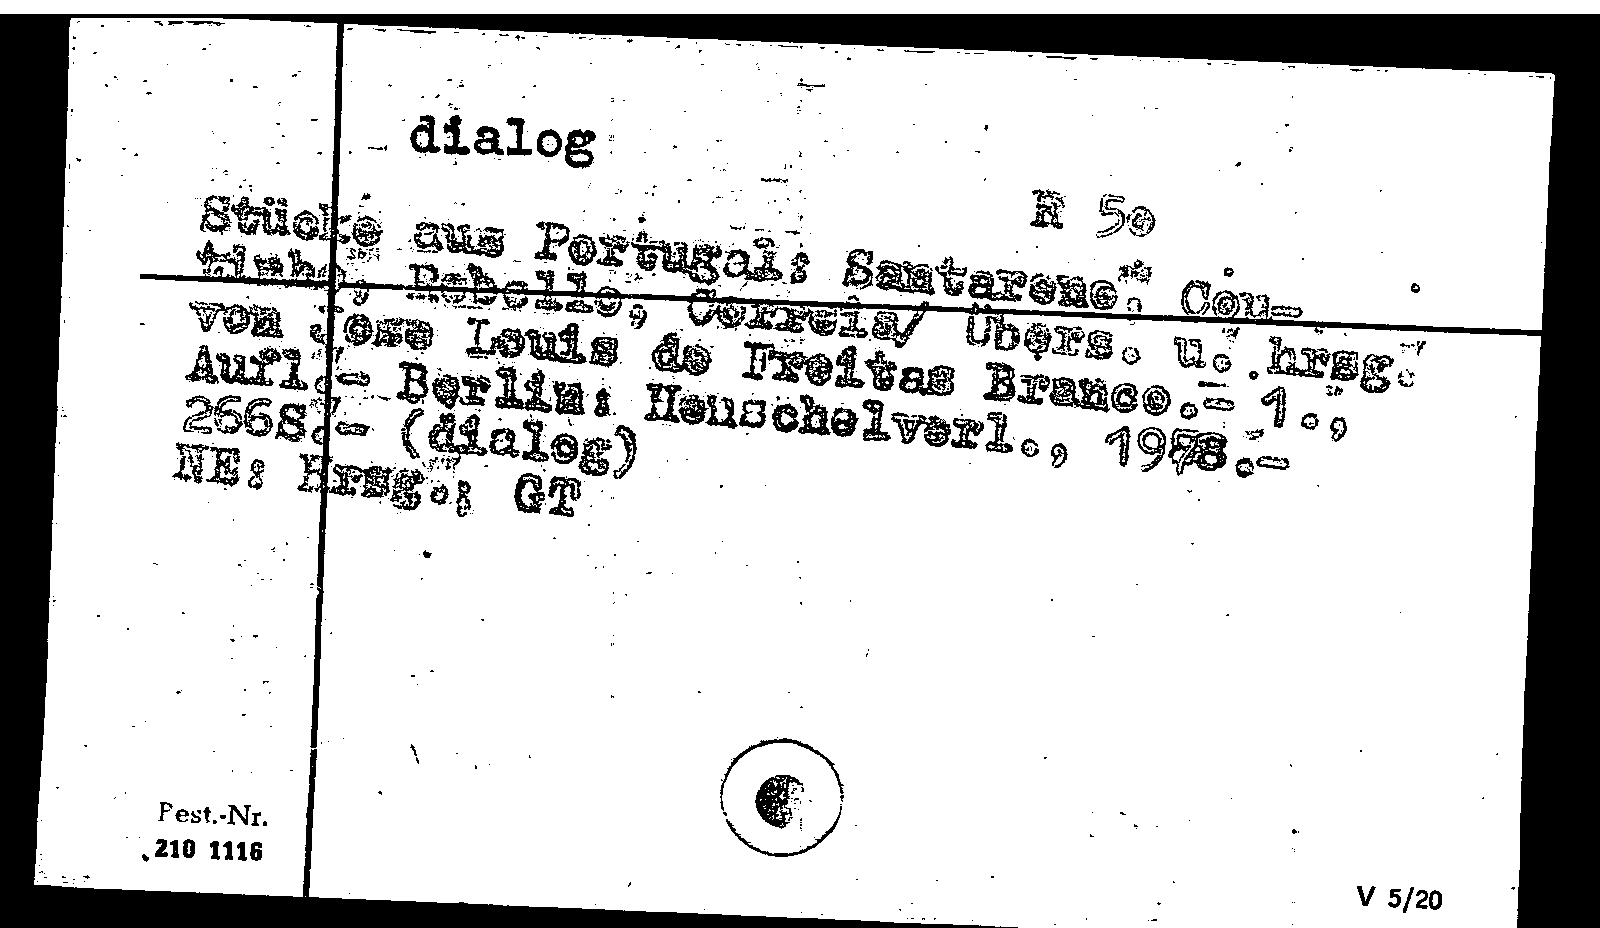 dialog
R 50
Stücke aus Portugal: Santareno. Cou-
tinho, Rebello, Correia/ Übers. u. hrsg.
von Jose Louis de Freitas Branco.- 1.,
Aufl.- Berlin: Henschelverl., 1978.-
266S.- (dialog)
NE: Hrsg.; GT
Best.-Nr.
210 1116
V 5/20